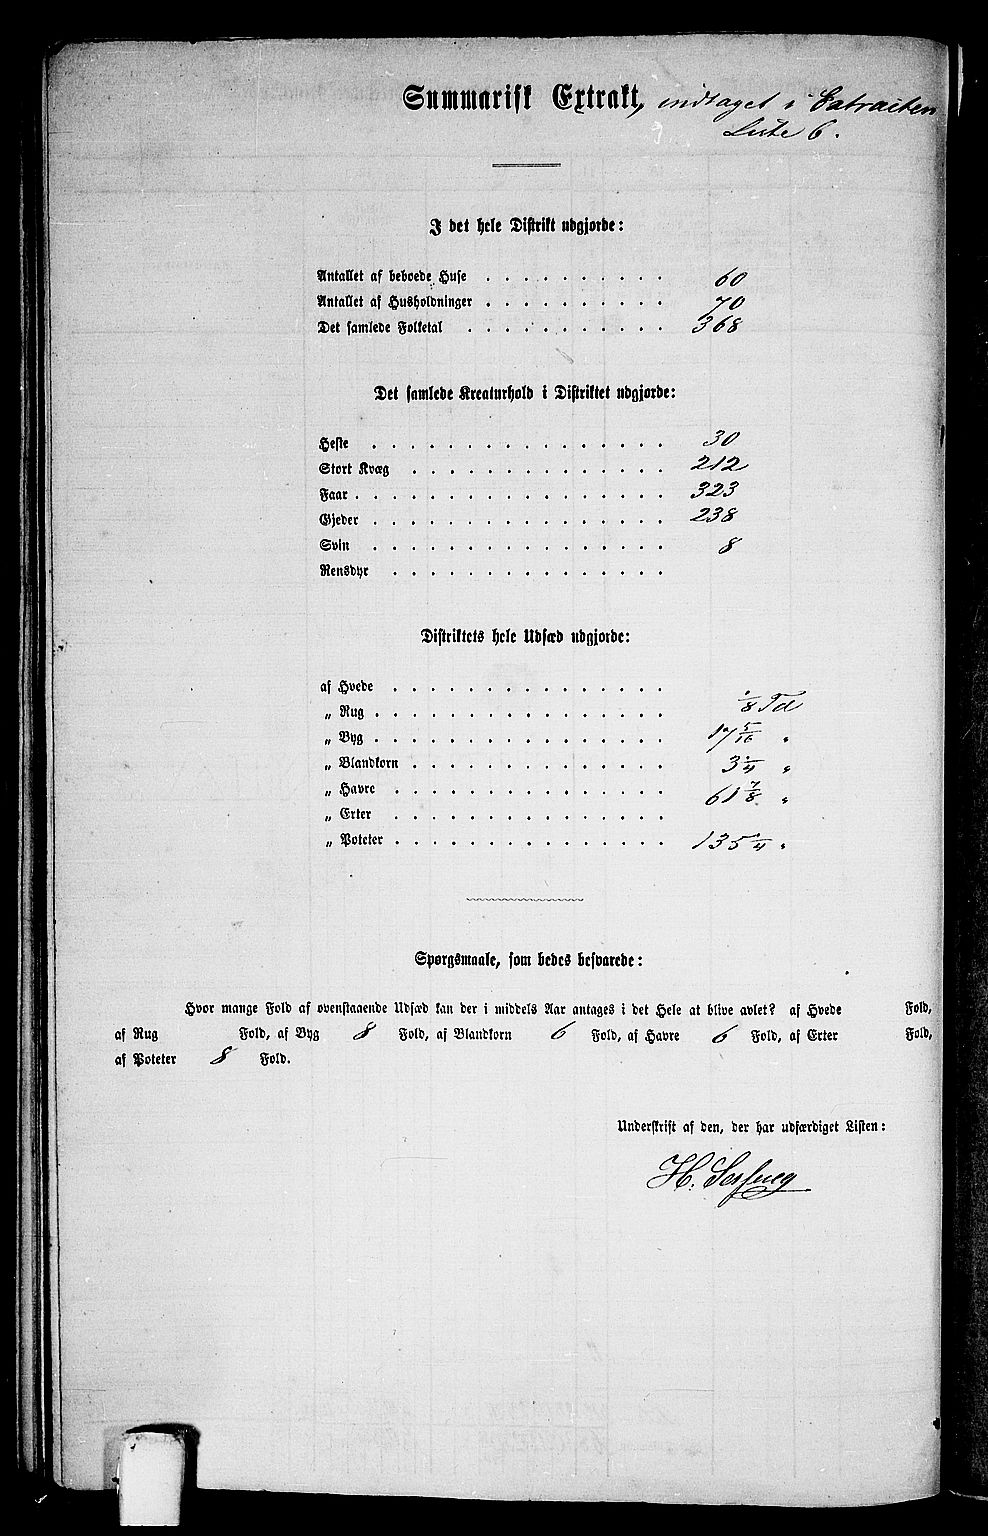 Summarisk Extrakt, indtaget i Extracten
Liste 6.
I det hele Distrikt udgjorde:
Antallet af beboede Huse . . . . . . . . . . 60
Antallet af Husholdninger . . . . . . . . . . 70
Det samlede Folketal . . . . . . . . . . . 368
Det samlede Kreaturhold i Distriktet udgjorde:
Heste . . . . . . . . . . . . . . . . 30
Stort Kvæg . . . . . . . . . . . . . . 212
Faar . . . . . . . . . . . . . . . . . 323
Gjeder . . . . . . . . . . . . . . . . 238
Svin . . . . . . . . . . . . . . . . 8
Rensdyr . . . . . . . . . . . . . . .
Distriktets hele Udsæd udgjorde:
af Hvede . . . . . . . . . . . . . . .
„ Rug . . . . . . . . . . . . . . . . 1/8 Td
„ Byg . . . . . . . . . . . . . . . . 17 5/16 „
„ Blandkorn . . . . . . . . . . . . . . 3 1/4 „
„ Havre . . . . . . . . . . . . . . . 61 7/8 „
„ Erter . . . . . . . . . . . . . . .
„ Poteter . . . . . . . . . . . . . . . 135 1/4 „
Spørgsmaale, som bedes besvarede:
Hvor mange Fold af ovenstaaende Udsæd kan der i middels Aar antages i det Hele at blive avlet? af Hvede Fold,
af Rug Fold, af Byg 8 Fold, af Blandkorn 6 Fold, af Havre 6 Fold, af Erter Fold,
af Poteter 8 Fold.
Underskrift af den, der har udfærdiget Listen:
H.